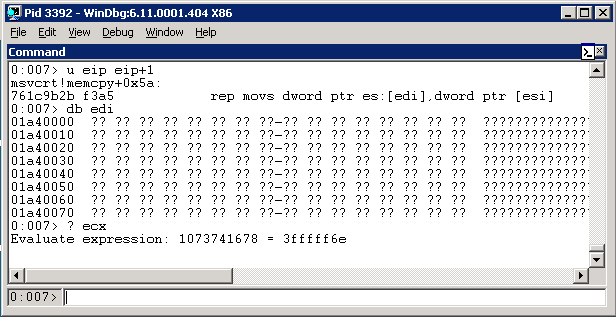 Pid 3392 - WinDbg:6.11.0001.404 X86
File Edit View Debug Window Help
Command
0:007> u eip eip+1
msvcrt!memcpy+0x5a:
761c9b2b f3a5 rep movs dword ptr es:[edi],dword ptr [esi]
0:007> db edi
01a40000 ?? ?? ?? ?? ?? ?? ?? ??-?? ?? ?? ?? ?? ?? ?? ?? ??????????????
01a40010 ?? ?? ?? ?? ?? ?? ?? ??-?? ?? ?? ?? ?? ?? ?? ?? ??????????????
01a40020 ?? ?? ?? ?? ?? ?? ?? ??-?? ?? ?? ?? ?? ?? ?? ?? ??????????????
01a40030 ?? ?? ?? ?? ?? ?? ?? ??-?? ?? ?? ?? ?? ?? ?? ?? ??????????????
01a40040 ?? ?? ?? ?? ?? ?? ?? ??-?? ?? ?? ?? ?? ?? ?? ?? ??????????????
01a40050 ?? ?? ?? ?? ?? ?? ?? ??-?? ?? ?? ?? ?? ?? ?? ?? ??????????????
01a40060 ?? ?? ?? ?? ?? ?? ?? ??-?? ?? ?? ?? ?? ?? ?? ?? ??????????????
01a40070 ?? ?? ?? ?? ?? ?? ?? ??-?? ?? ?? ?? ?? ?? ?? ?? ??????????????
0:007> ? ecx
Evaluate expression: 1073741678 = 3fffff6e
0:007>